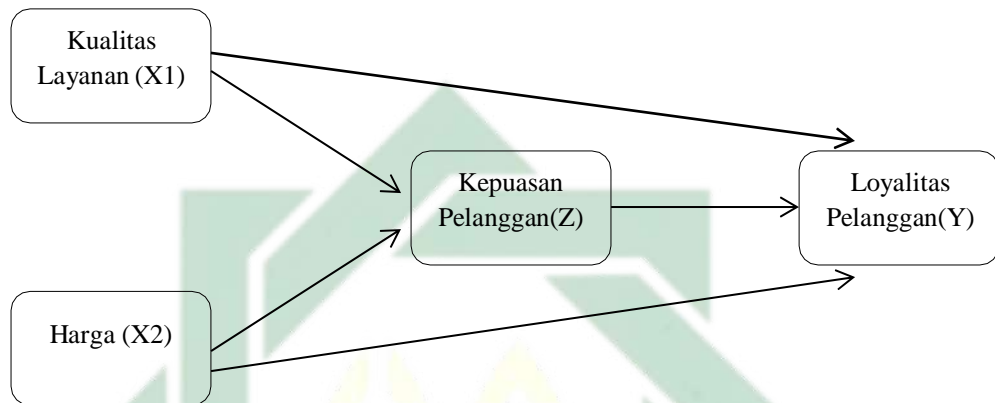 Kualitas
Layanan (X1)
Kepuasan
Pelanggan(Z)
Loyalitas
Pelanggan(Y)
Harga (X2)